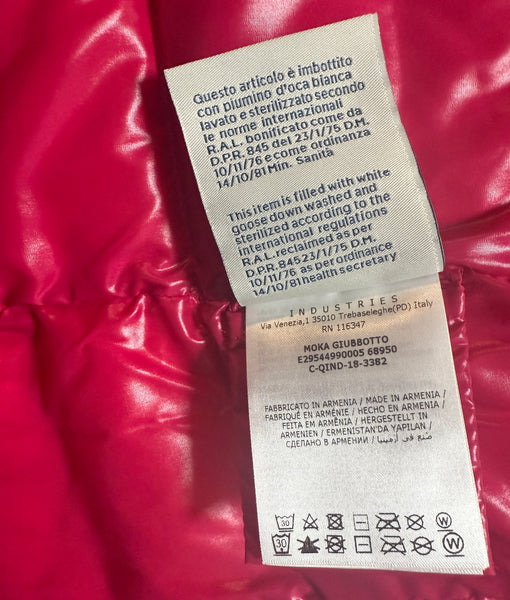 Questo articolo è imbottito
con piumino d'oca bianca
lavato e sterilizzato secondo
le norme internazionali
R.A.L. bonificato come da
D.P.R. 845 del 23/1/75 D.M.
10/11/76 e come ordinanza
14/10/81 Min. Sanità
This item is filled with white
goose down washed and
sterilized according to the
international regulations
R.A.L. reclaimed as per
D.P.R. 84523/1/75 D.M.
10/11/76 as per ordinance
14/10/81 health secretary
INDUSTRIES
Via Venezia,1 35010 Trebaseleghe(PD) Italy
RN 116347
MOKA GIUBBOTTO
E29544990005 68950
C-QIND-18-3382
FABBRICATO IN ARMENIA / MADE IN ARMENIA /
FABRIQUÉ EN ARMÉNIE / HECHO EN ARMENIA /
FEITA EM ARMÊNIA / HERGESTELLT IN
ARMENIEN / ERMENISTAN'DA YAPILAN /
СДЕЛАНО В АРМЕНИИ / صنع في أرمينيا
30 W
30 W